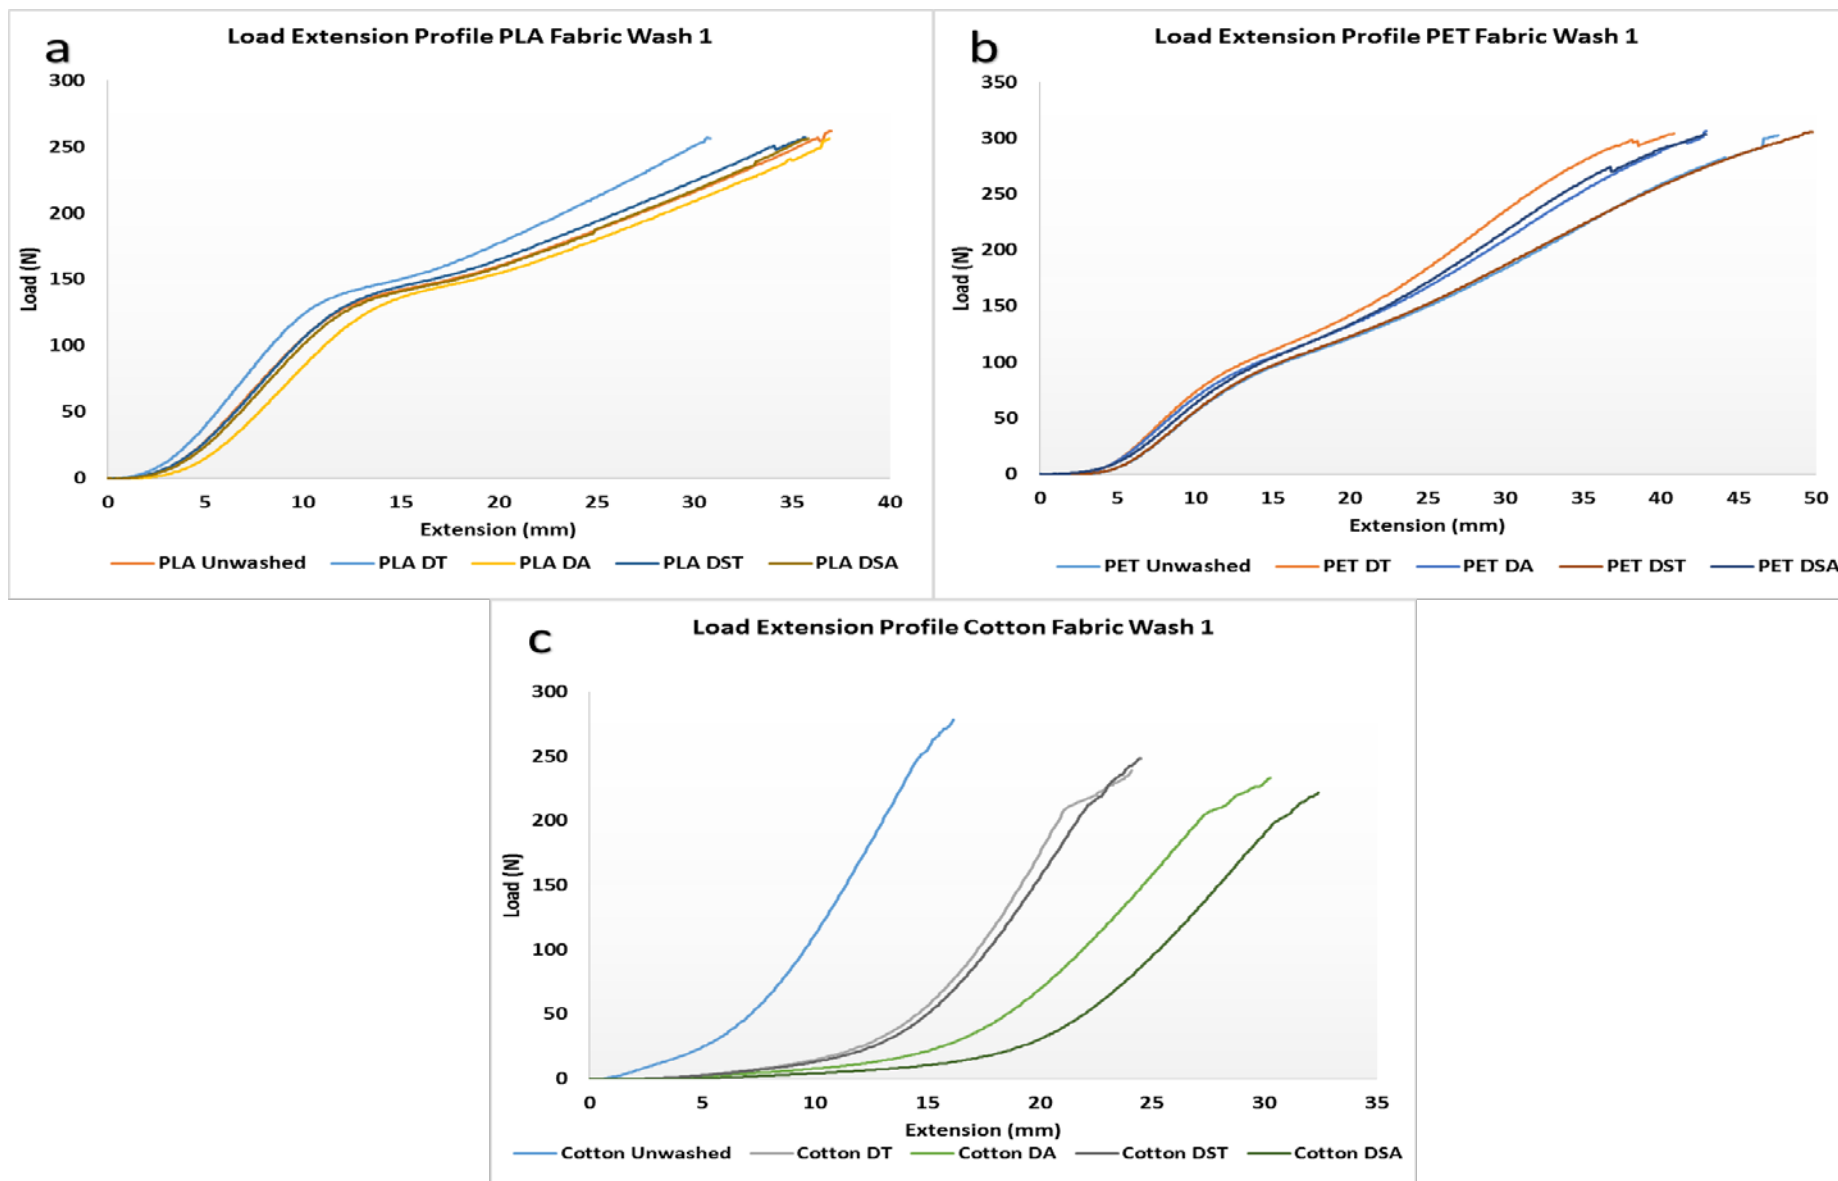 a
Load Extension Profile PLA Fabric Wash 1
300
250
200
150
100
50
0
Load (N)
0 5 10 15 20 25 30 35 40
Extension (mm)
PLA Unwashed PLA DT PLA DA PLA DST PLA DSA
b
Load Extension Profile PET Fabric Wash 1
350
300
250
200
150
100
50
0
Load (N)
0 5 10 15 20 25 30 35 40 45 50
Extension (mm)
PET Unwashed PET DT PET DA PET DST PET DSA
c
Load Extension Profile Cotton Fabric Wash 1
300
250
200
150
100
50
0
Load (N)
0 5 10 15 20 25 30 35
Extension (mm)
Cotton Unwashed Cotton DT Cotton DA Cotton DST Cotton DSA